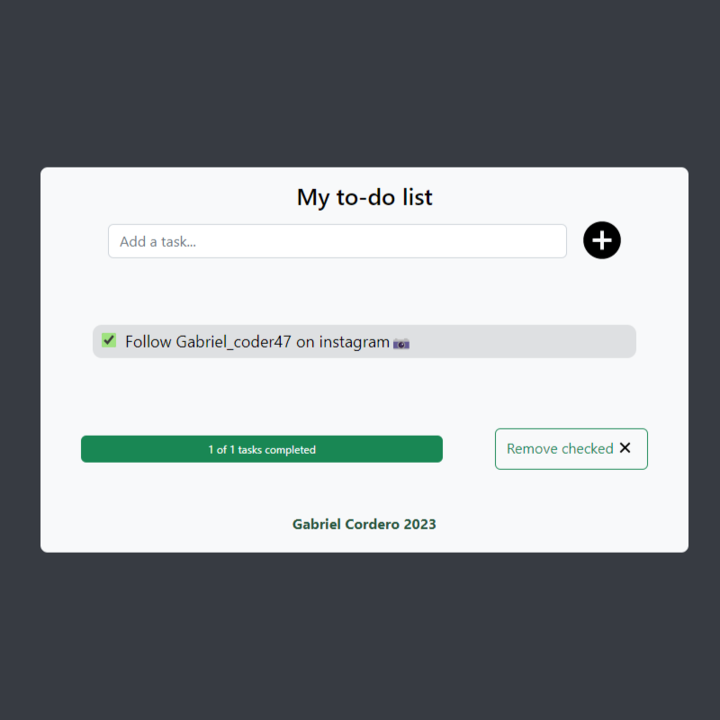 My to-do list
Add a task...
Follow Gabriel_coder47 on instagram
1 of 1 tasks completed
Remove checked
Gabriel Cordero 2023